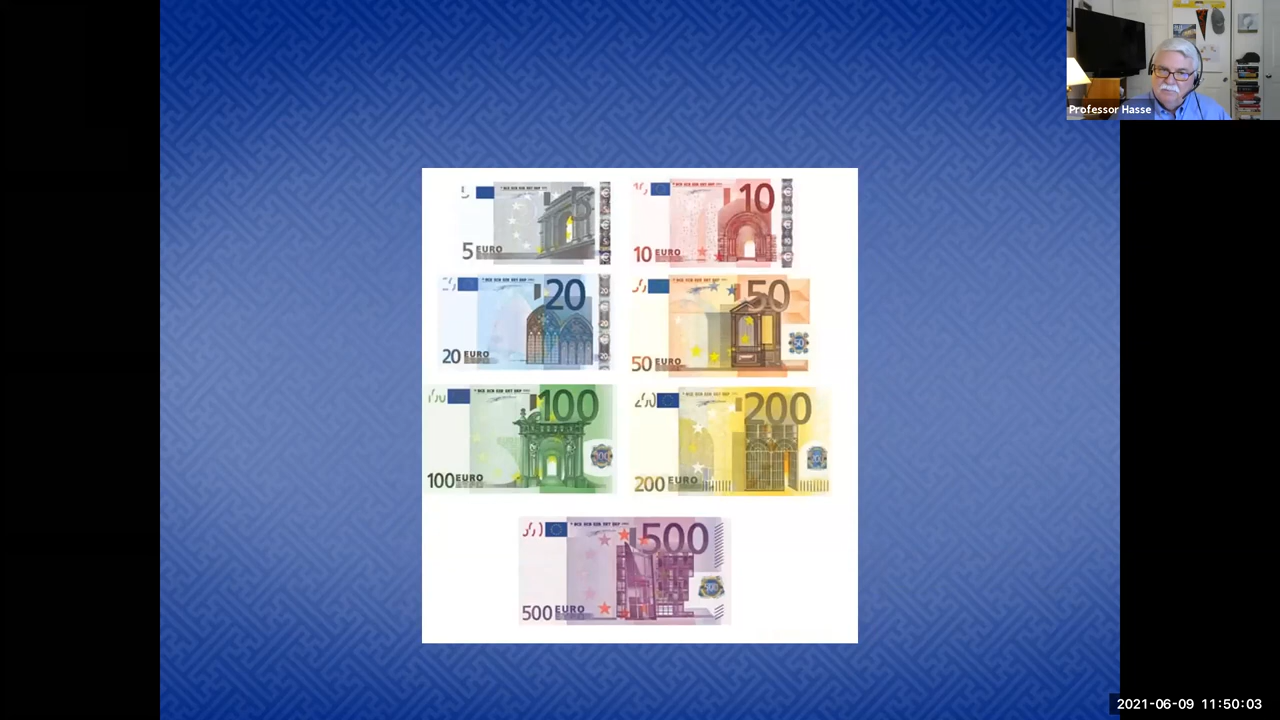 Professor Hasse
5
5 EURO
10
10 EURO
20
20 EURO
50
50 EURO
100
100 EURO
200
200 EURO
500
500 EURO
2021-06-09 11:50:03